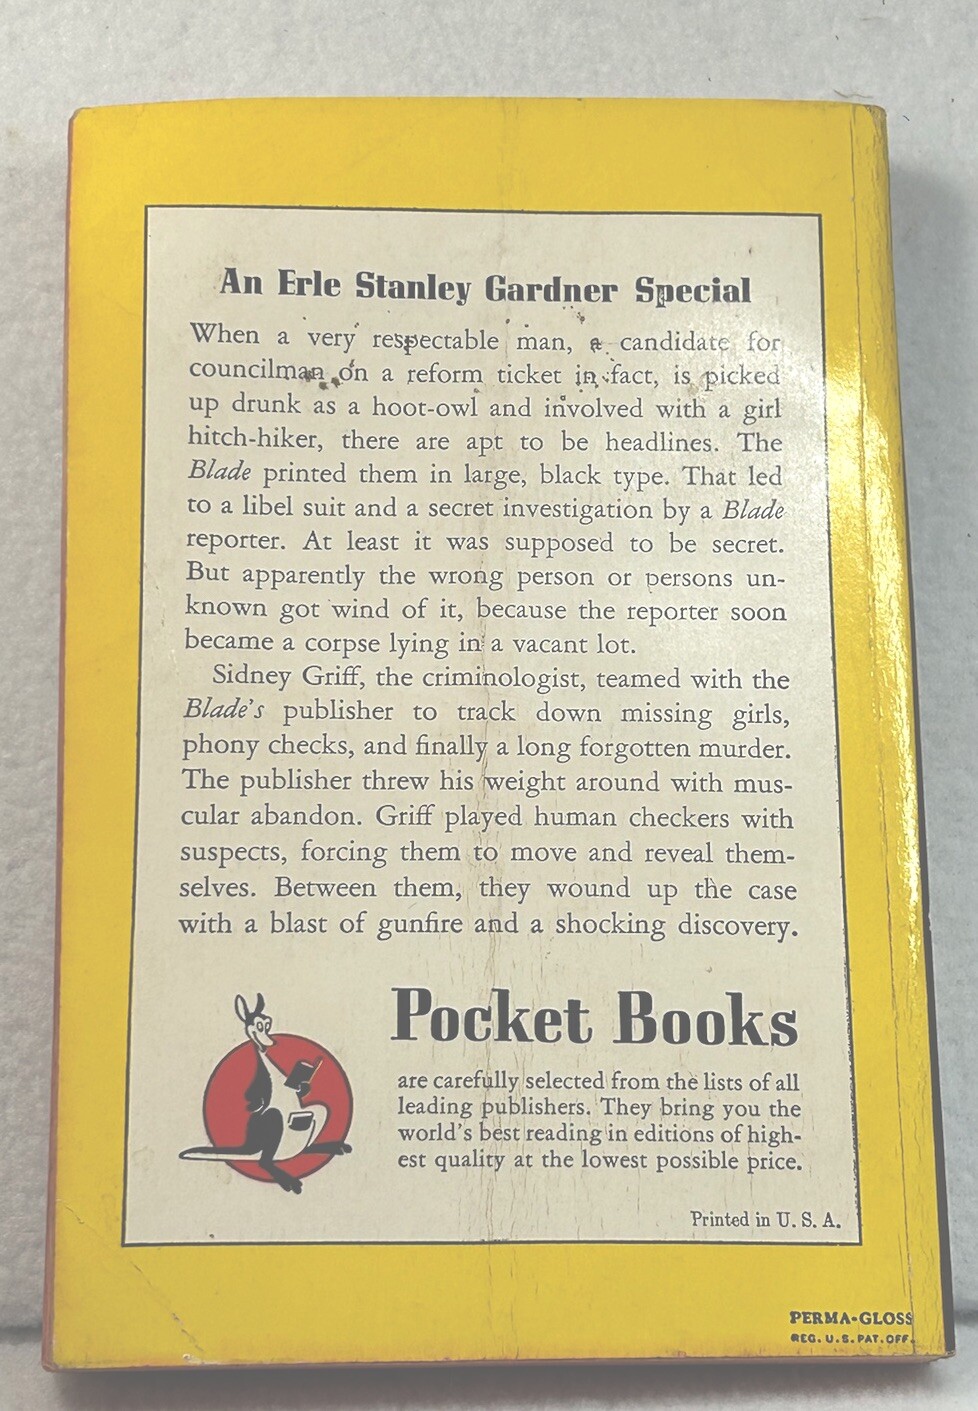 An Erle Stanley Gardner Special
When a very respectable man, a candidate for
councilman on a reform ticket in fact, is picked
up drunk as a hoot-owl and involved with a girl
hitch-hiker, there are apt to be headlines. The
Blade printed them in large, black type. That led
to a libel suit and a secret investigation by a Blade
reporter. At least it was supposed to be secret.
But apparently the wrong person or persons un-
known got wind of it, because the reporter soon
became a corpse lying in a vacant lot.
Sidney Griff, the criminologist, teamed with the
Blade's publisher to track down missing girls,
phony checks, and finally a long forgotten murder.
The publisher threw his weight around with mus-
cular abandon. Griff played human checkers with
suspects, forcing them to move and reveal them-
selves. Between them, they wound up the case
with a blast of gunfire and a shocking discovery.
Pocket Books
are carefully selected from the lists of all
leading publishers. They bring you the
world's best reading in editions of high-
est quality at the lowest possible price.
Printed in U. S. A.
PERMA-GLOSS
REG. U.S. PAT. OFF.